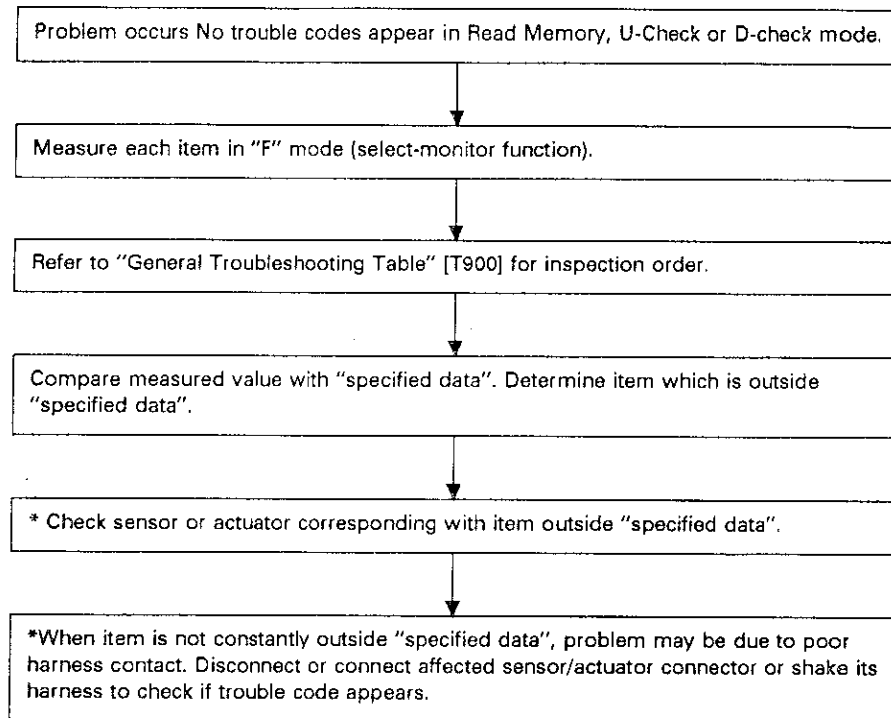 Problem occurs No trouble codes appear in Read Memory, U-Check or D-check mode.
Measure each item in "F" mode (select-monitor function).
Refer to "General Troubleshooting Table" [T900] for inspection order.
Compare measured value with "specified data". Determine item which is outside
"specified data".
* Check sensor or actuator corresponding with item outside "specified data".
*When item is not constantly outside "specified data", problem may be due to poor
harness contact. Disconnect or connect affected sensor/actuator connector or shake its
harness to check if trouble code appears.